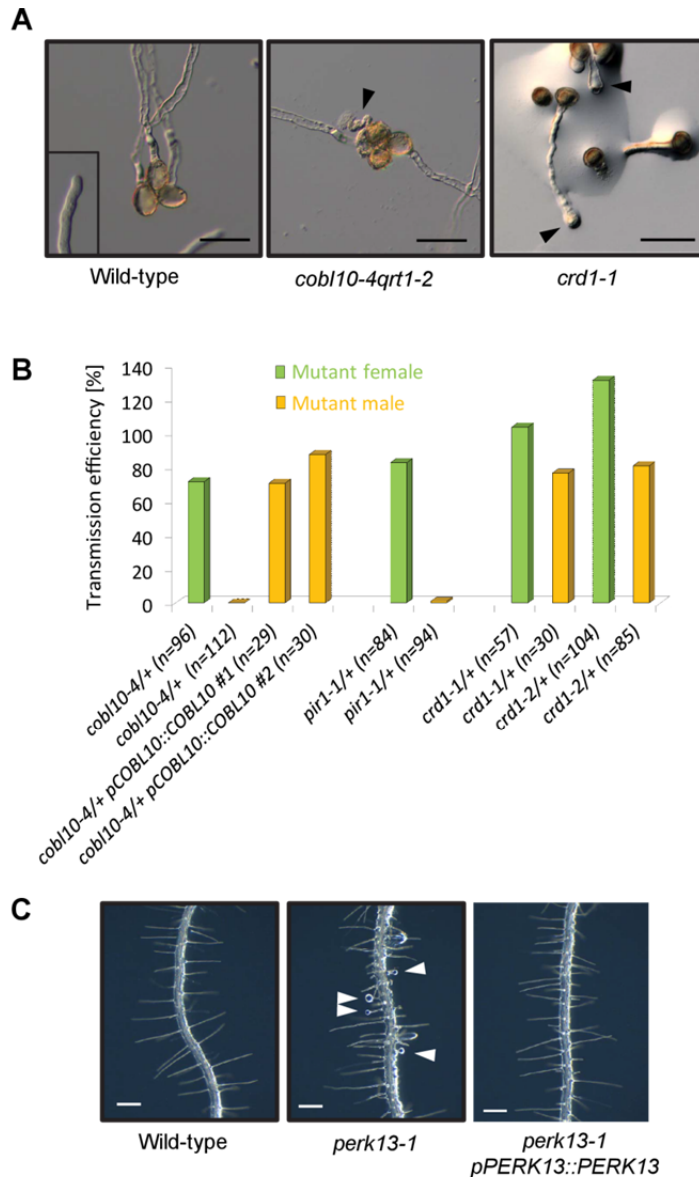 A
Wild-type
cobl10-4qrt1-2
crd1-1
B
Transmission efficiency [%]
140
120
100
80
60
40
20
0
Mutant female
Mutant male
cobl10-4/+ (n=96)
cobl10-4/+ (n=112)
cobl10-4/+ pCOBL10::COBL10 #1 (n=29)
cobl10-4/+ pCOBL10::COBL10 #2 (n=30)
pir1-1/+ (n=84)
pir1-1/+ (n=94)
crd1-1/+ (n=57)
crd1-1/+ (n=30)
crd1-2/+ (n=104)
crd1-2/+ (n=85)
C
Wild-type
perk13-1
perk13-1
pPERK13::PERK13